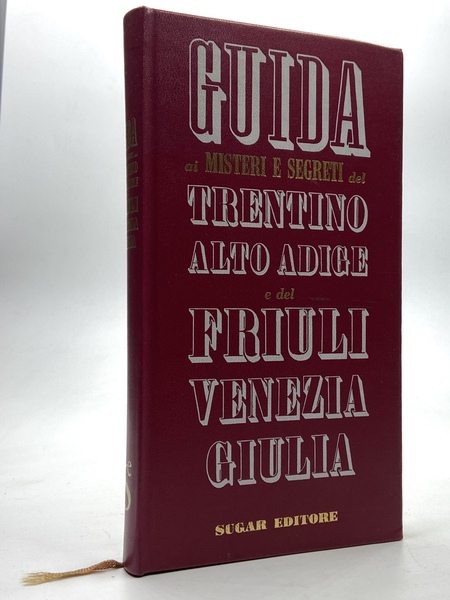 GUIDA
ai MISTERI E SEGRETI del
TRENTINO
ALTO ADIGE
e del
FRIULI
VENEZIA
GIULIA
SUGAR EDITORE